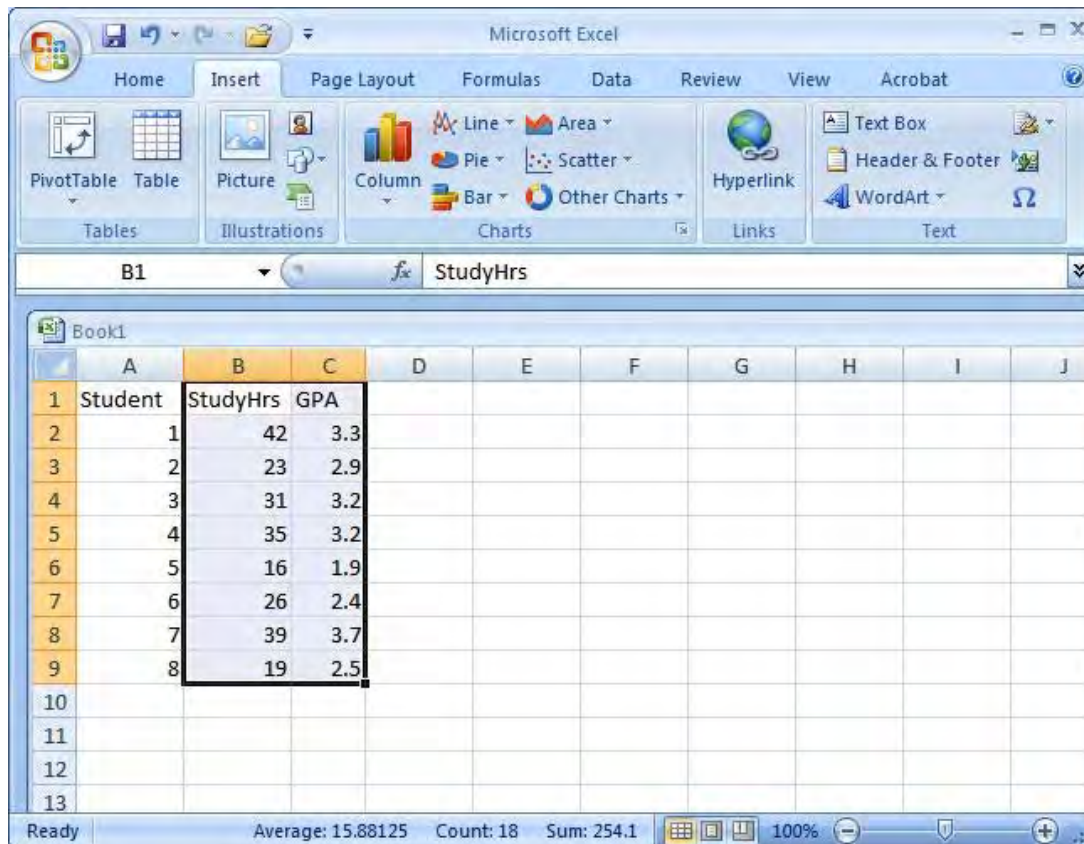 Microsoft Excel
Home Insert Page Layout Formulas Data Review View Acrobat
PivotTable Table Picture Column Line Area Pie Scatter Bar Other Charts Hyperlink Text Box Header & Footer WordArt Ω
Tables Illustrations Charts Links Text
B1 fx StudyHrs
Book1
A B C D E F G H I J
1 Student StudyHrs GPA
2 1 42 3.3
3 2 23 2.9
4 3 31 3.2
5 4 35 3.2
6 5 16 1.9
7 6 26 2.4
8 7 39 3.7
9 8 19 2.5
10
11
12
13
Ready Average: 15.88125 Count: 18 Sum: 254.1 100%